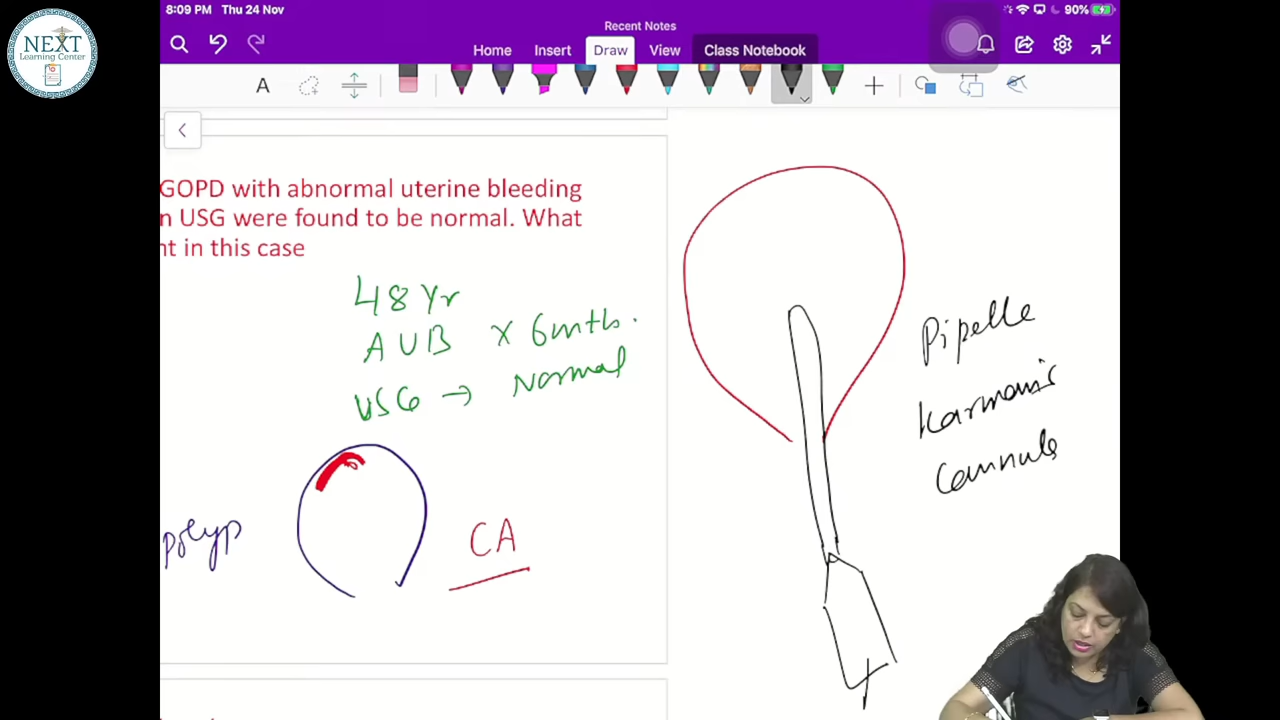 8:09 PM Thu 24 Nov
90%
NEXT
Learning Center
Recent Notes
Home Insert Draw View Class Notebook
A
GOPD with abnormal uterine bleeding
n USG were found to be normal. What
nt in this case
48 Yr
AUB X 6mths.
USG → Normal
polyp
CA
Pipelle
Karman's
Cannula